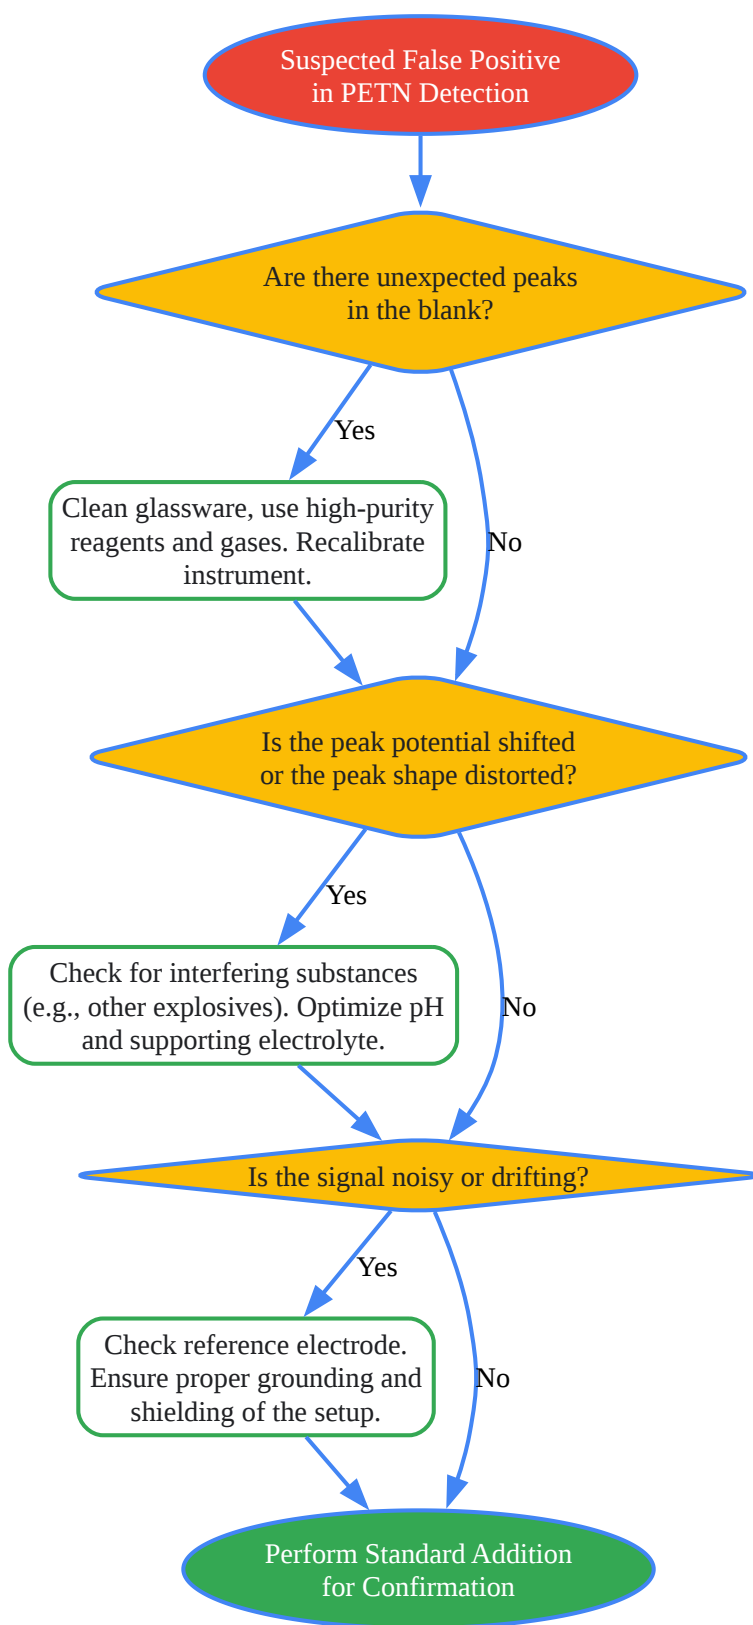 Suspected False Positive
in PETN Detection
Are there unexpected peaks
in the blank?
Yes
Clean glassware, use high-purity
reagents and gases. Recalibrate
instrument.
No
Is the peak potential shifted
or the peak shape distorted?
Yes
Check for interfering substances
(e.g., other explosives). Optimize pH
and supporting electrolyte.
No
Is the signal noisy or drifting?
Yes
Check reference electrode.
Ensure proper grounding and
shielding of the setup.
No
Perform Standard Addition
for Confirmation